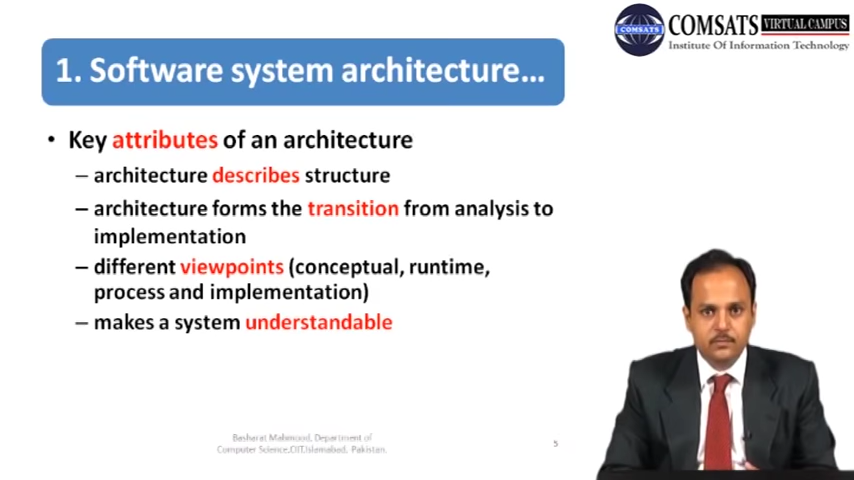 COMSATS VIRTUAL CAMPUS
COMSATS
Institute Of Information Technology
1. Software system architecture...
• Key attributes of an architecture
– architecture describes structure
– architecture forms the transition from analysis to
implementation
– different viewpoints (conceptual, runtime,
process and implementation)
– makes a system understandable
Basharat Mahmood, Department of
Computer Science,CIIT,Islamabad, Pakistan.
5